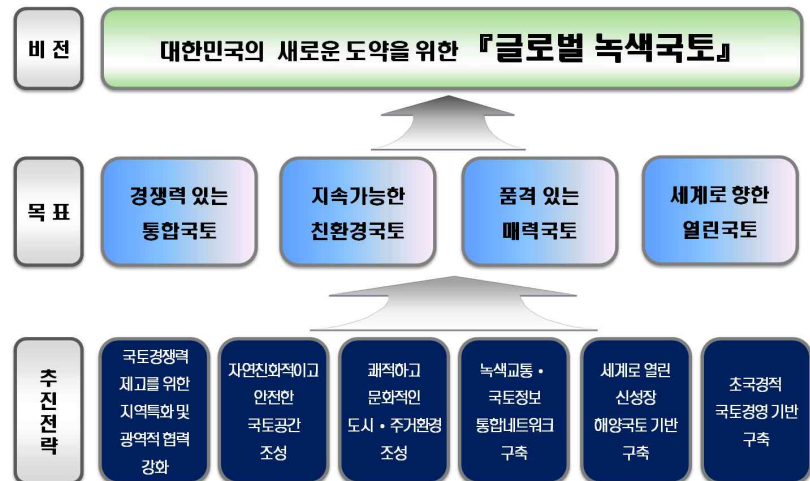 비 전
대한민국의 새로운 도약을 위한 『글로벌 녹색국토』
목 표
경쟁력 있는
통합국토
지속가능한
친환경국토
품격 있는
매력국토
세계로 향한
열린국토
추진전략
국토경쟁력
제고를 위한
지역특화 및
광역적 협력
강화
자연친화적이고
안전한
국토공간
조성
쾌적하고
문화적인
도시・주거환경
조성
녹색교통・
국토정보
통합네트워크
구축
세계로 열린
신성장
해양국토 기반
구축
초국경적
국토경영 기반
구축